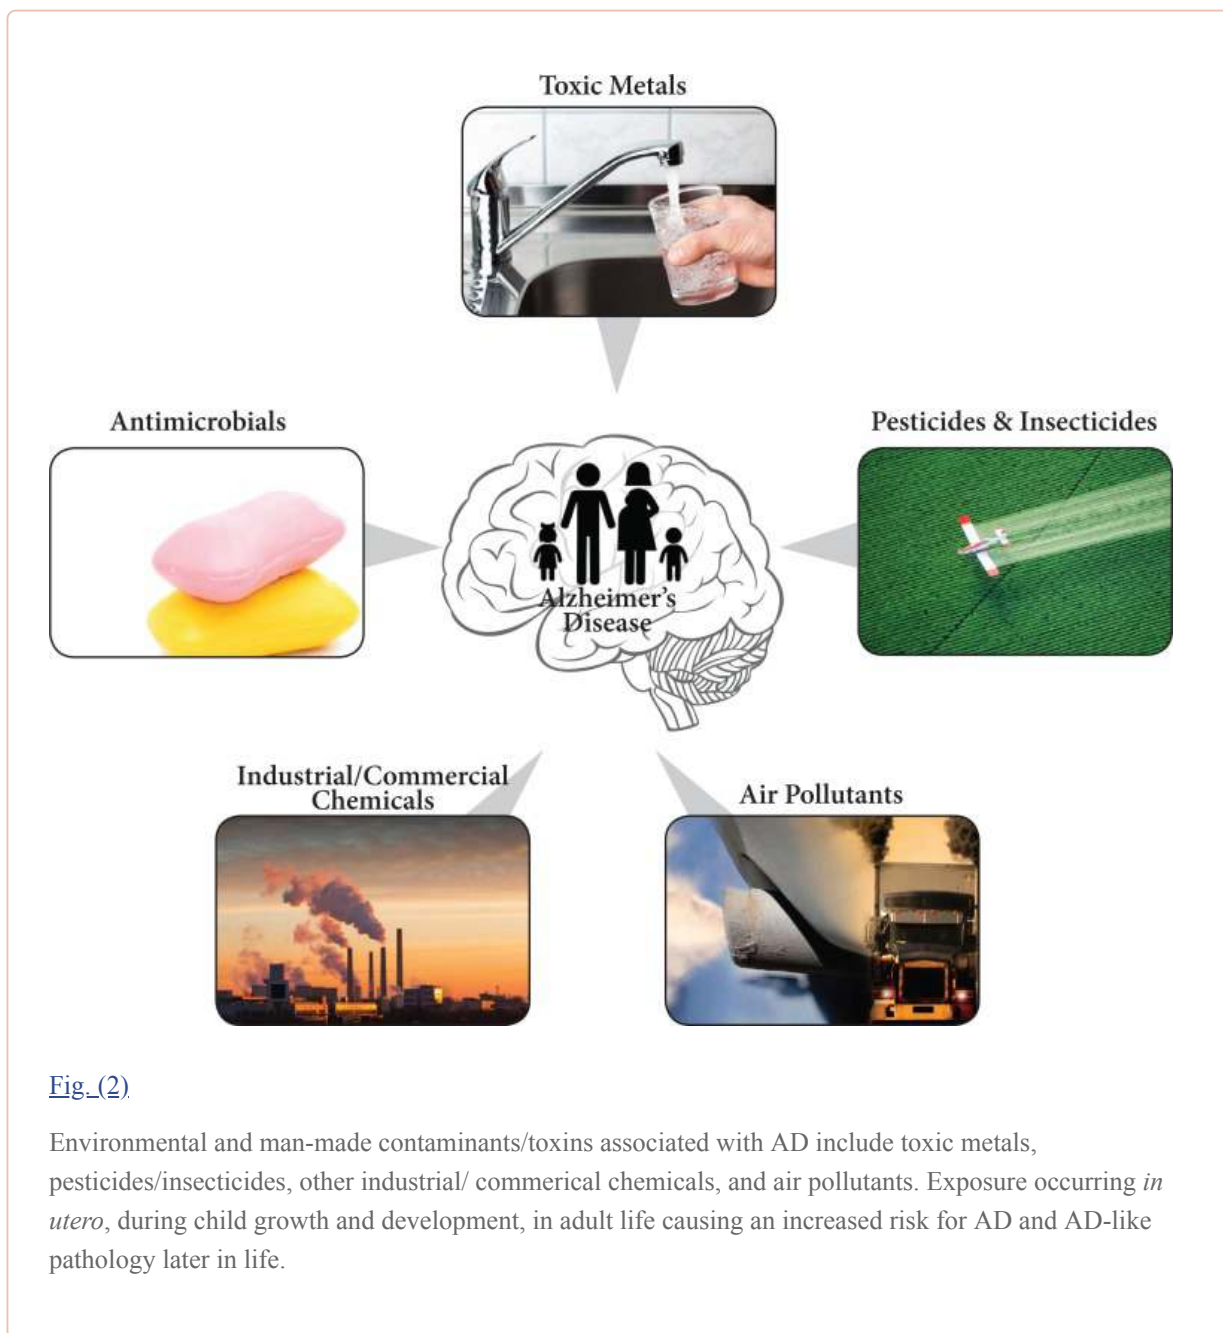 Toxic Metals
Antimicrobials
Pesticides & Insecticides
Alzheimer's
Disease
Industrial/Commercial
Chemicals
Air Pollutants
Fig. (2)
Environmental and man-made contaminants/toxins associated with AD include toxic metals,
pesticides/insecticides, other industrial/ commerical chemicals, and air pollutants. Exposure occurring in
utero, during child growth and development, in adult life causing an increased risk for AD and AD-like
pathology later in life.